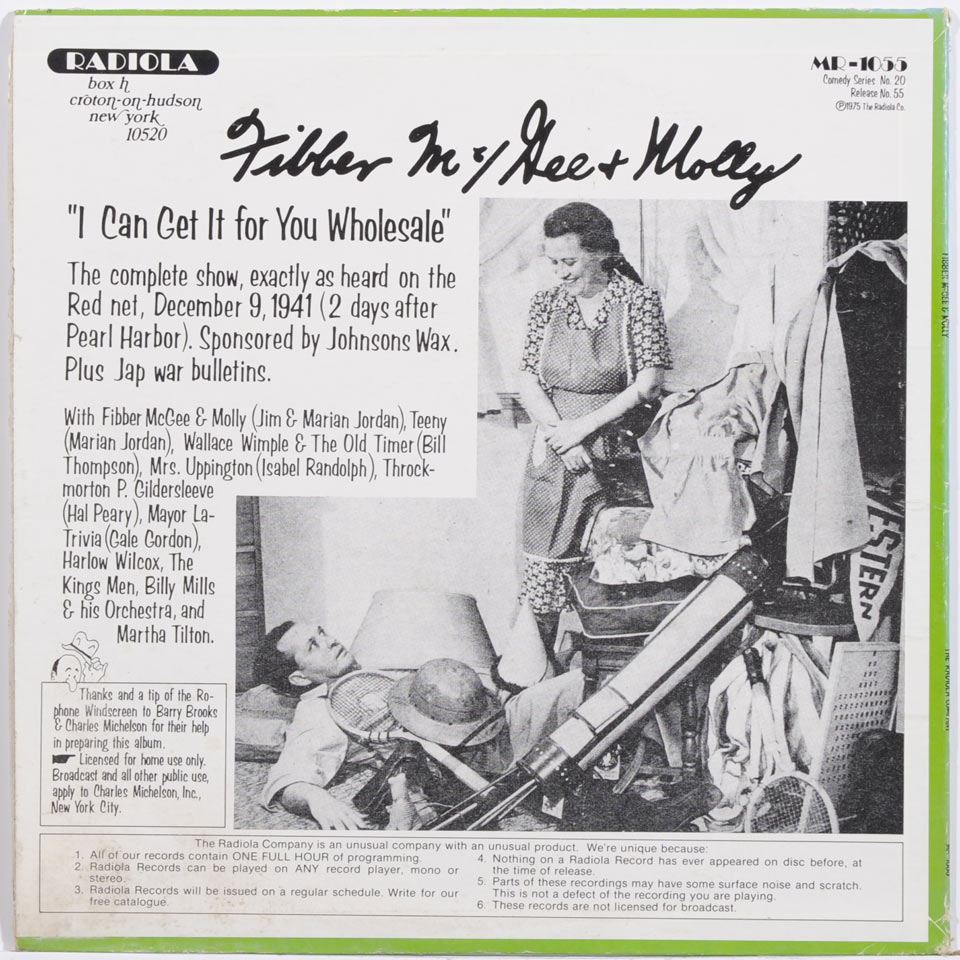 RADIOLA
box h
croton-on-hudson
new york
10520
MR-1055
Comedy Series No. 20
Release No. 55
Ⓟ1975 The Radiola Co.
Fibber McGee & Molly
"I Can Get It for You Wholesale"
The complete show, exactly as heard on the
Red net, December 9, 1941 (2 days after
Pearl Harbor). Sponsored by Johnsons Wax.
Plus Jap war bulletins.
With Fibber McGee & Molly (Jim & Marian Jordan), Teeny
(Marian Jordan), Wallace Wimple & The Old Timer (Bill
Thompson), Mrs. Uppington (Isabel Randolph), Throck-
morton P. Gildersleeve
(Hal Peary), Mayor La-
Trivia (Gale Gordon),
Harlow Wilcox, The
Kings Men, Billy Mills
& his Orchestra, and
Martha Tilton.
Thanks and a tip of the Ro-
phone Windscreen to Barry Brooks
& Charles Michelson for their help
in preparing this album.
Licensed for home use only.
Broadcast and all other public use,
apply to Charles Michelson, Inc.,
New York City.
ESTERN
The Radiola Company is an unusual company with an unusual product. We're unique because:
1. All of our records contain ONE FULL HOUR of programming.
2. Radiola Records can be played on ANY record player, mono or
stereo.
3. Radiola Records will be issued on a regular schedule. Write for our
free catalogue.
4. Nothing on a Radiola Record has ever appeared on disc before, at
the time of release.
5. Parts of these recordings may have some surface noise and scratch.
This is not a defect of the recording you are playing.
6. These records are not licensed for broadcast.
FIBBER McGEE & MOLLY
THE RADIOLA COMPANY